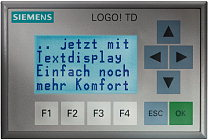 SIEMENS LOGO! TD
.. jetzt mit
Textdisplay
Einfach noch
mehr Komfort
F1 F2 F3 F4 ESC OK